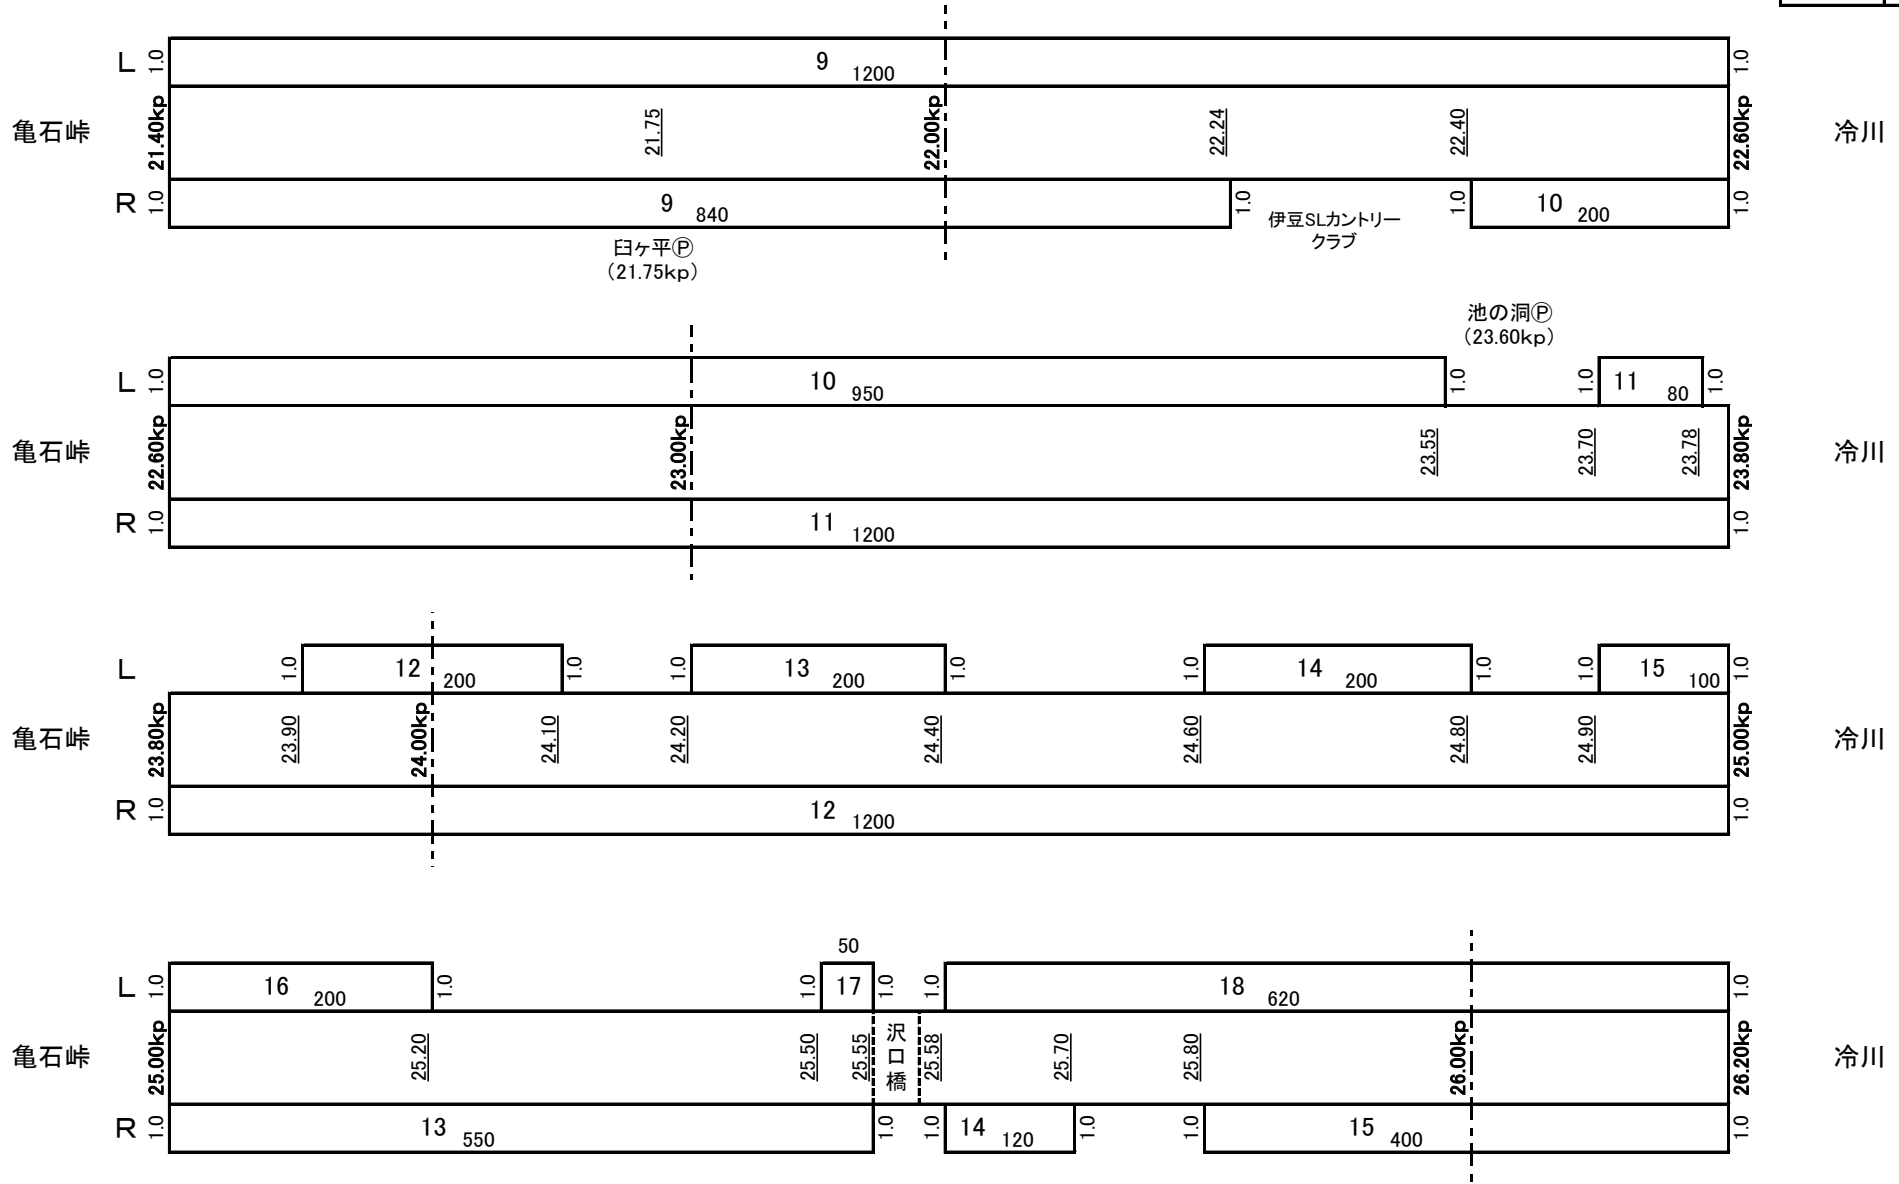 L 1.0 9 1200 1.0
亀石峠 21.40kp 21.75 22.00kp 22.24 22.40 22.60kp 冷川
R 1.0 9 840 1.0 1.0 10 200 1.0
伊豆SLカントリー
クラブ
臼ヶ平Ⓟ
(21.75kp)
池の洞Ⓟ
(23.60kp)
L 1.0 10 950 1.0 1.0 11 80 1.0
亀石峠 22.60kp 23.00kp 23.55 23.70 23.78 23.80kp 冷川
R 1.0 11 1200 1.0
L 1.0 12 200 1.0 1.0 13 200 1.0 1.0 14 200 1.0 1.0 15 100 1.0
亀石峠 23.80kp 23.90 24.00kp 24.10 24.20 24.40 24.60 24.80 24.90 25.00kp 冷川
R 1.0 12 1200 1.0
50
L 1.0 16 200 1.0 1.0 17 1.0 1.0 18 620 1.0
亀石峠 25.00kp 25.20 25.50 25.55 沢口橋 25.58 25.70 25.80 26.00kp 26.20kp 冷川
R 1.0 13 550 1.0 1.0 14 120 1.0 1.0 15 400 1.0